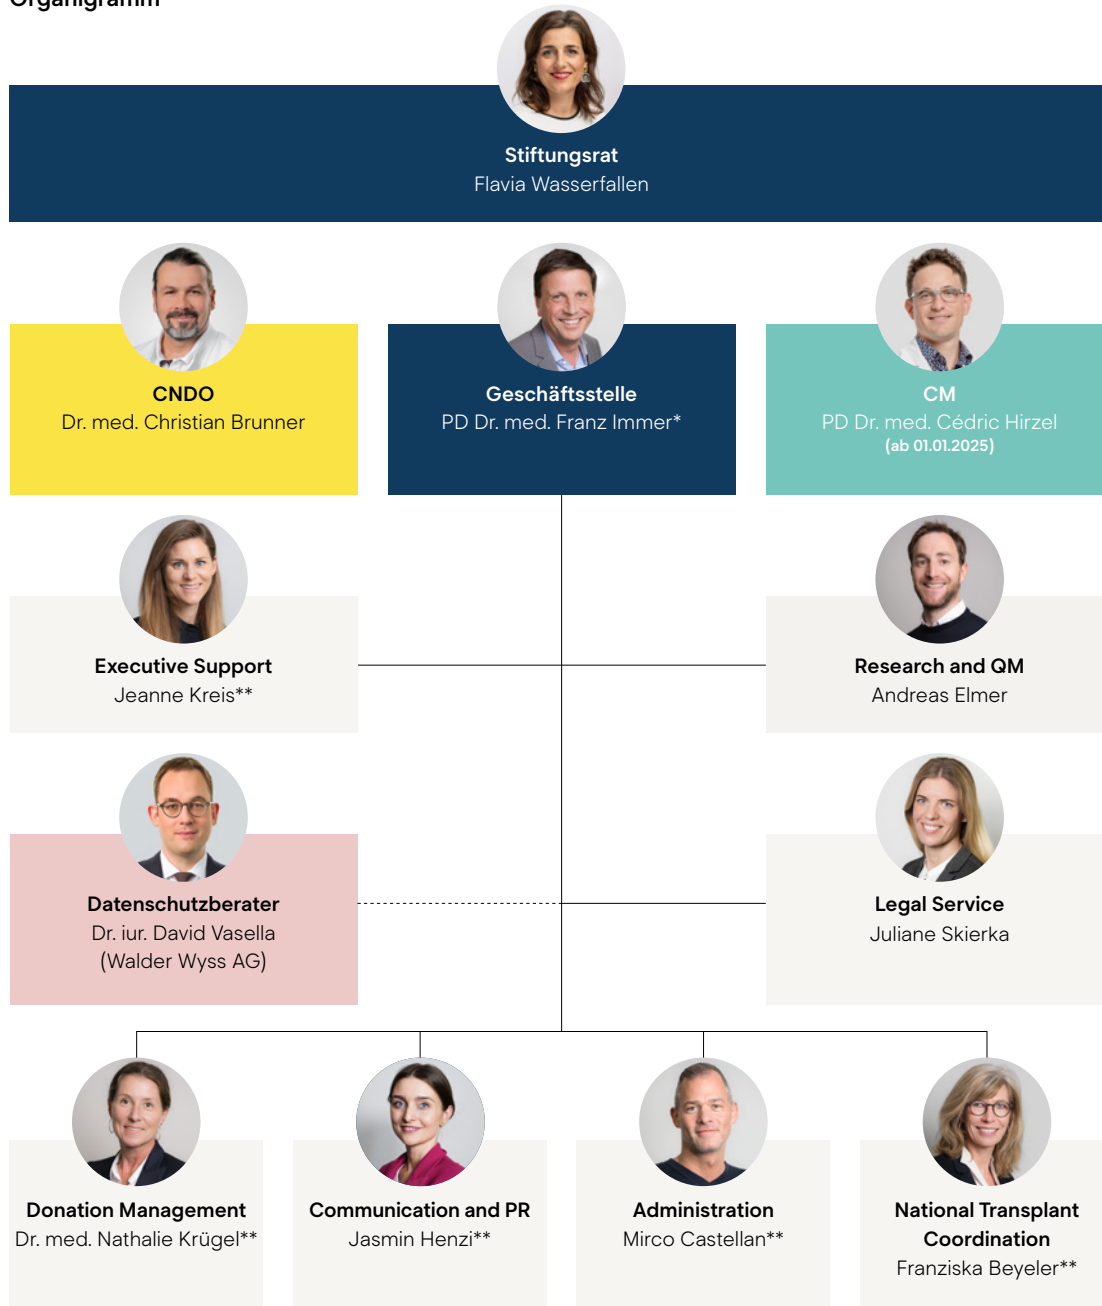 Organigramm
Stiftungsrat
Flavia Wasserfallen
CNDO
Dr. med. Christian Brunner
Geschäftsstelle
PD Dr. med. Franz Immer*
CM
PD Dr. med. Cédric Hirzel
(ab 01.01.2025)
Executive Support
Jeanne Kreis**
Research and QM
Andreas Elmer
Datenschutzberater
Dr. iur. David Vasella
(Walder Wyss AG)
Legal Service
Juliane Skierka
Donation Management
Dr. med. Nathalie Krügel**
Communication and PR
Jasmin Henzi**
Administration
Mirco Castellan**
National Transplant
Coordination
Franziska Beyeler**